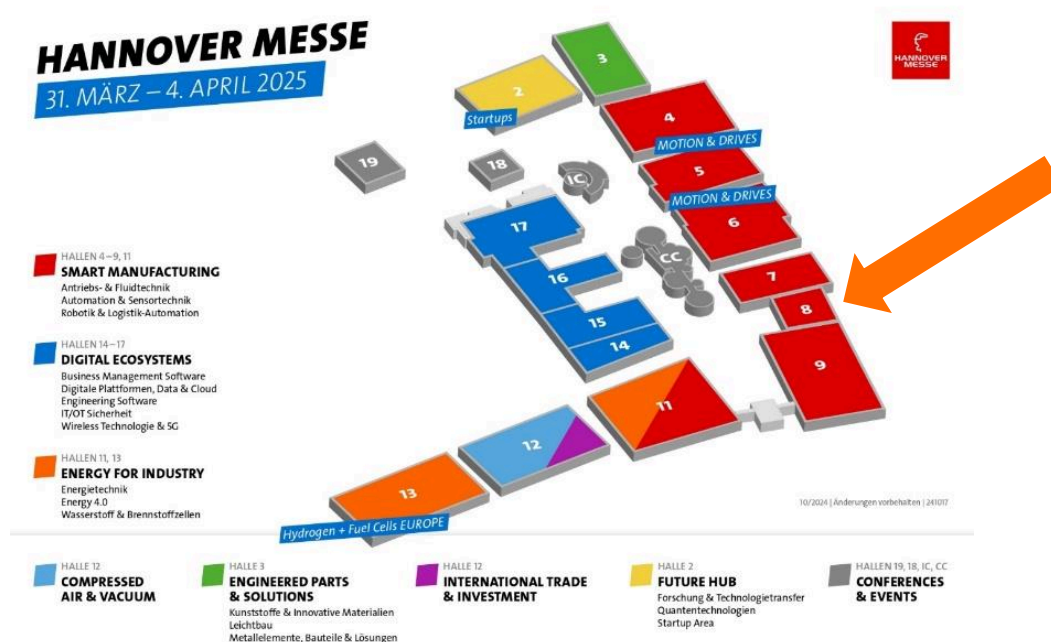 HANNOVER MESSE
31. MÄRZ – 4. APRIL 2025
HANNOVER
MESSE
3
2
Startups
4
MOTION & DRIVES
19
18
IC
5
MOTION & DRIVES
17
6
CC
16
7
8
15
14
9
11
12
13
Hydrogen + Fuel Cells EUROPE
HALLEN 4–9, 11
SMART MANUFACTURING
Antriebs- & Fluidtechnik
Automation & Sensortechnik
Robotik & Logistik-Automation
HALLEN 14–17
DIGITAL ECOSYSTEMS
Business Management Software
Digitale Plattformen, Data & Cloud
Engineering Software
IT/OT Sicherheit
Wireless Technologie & 5G
HALLEN 11, 13
ENERGY FOR INDUSTRY
Energietechnik
Energy 4.0
Wasserstoff & Brennstoffzellen
10/2024 | Änderungen vorbehalten | 241017
HALLE 12
COMPRESSED
AIR & VACUUM
HALLE 3
ENGINEERED PARTS
& SOLUTIONS
Kunststoffe & Innovative Materialien
Leichtbau
Metallelemente, Bauteile & Lösungen
HALLE 12
INTERNATIONAL TRADE
& INVESTMENT
HALLE 2
FUTURE HUB
Forschung & Technologietransfer
Quantentechnologien
Startup Area
HALLEN 19, 18, IC, CC
CONFERENCES
& EVENTS